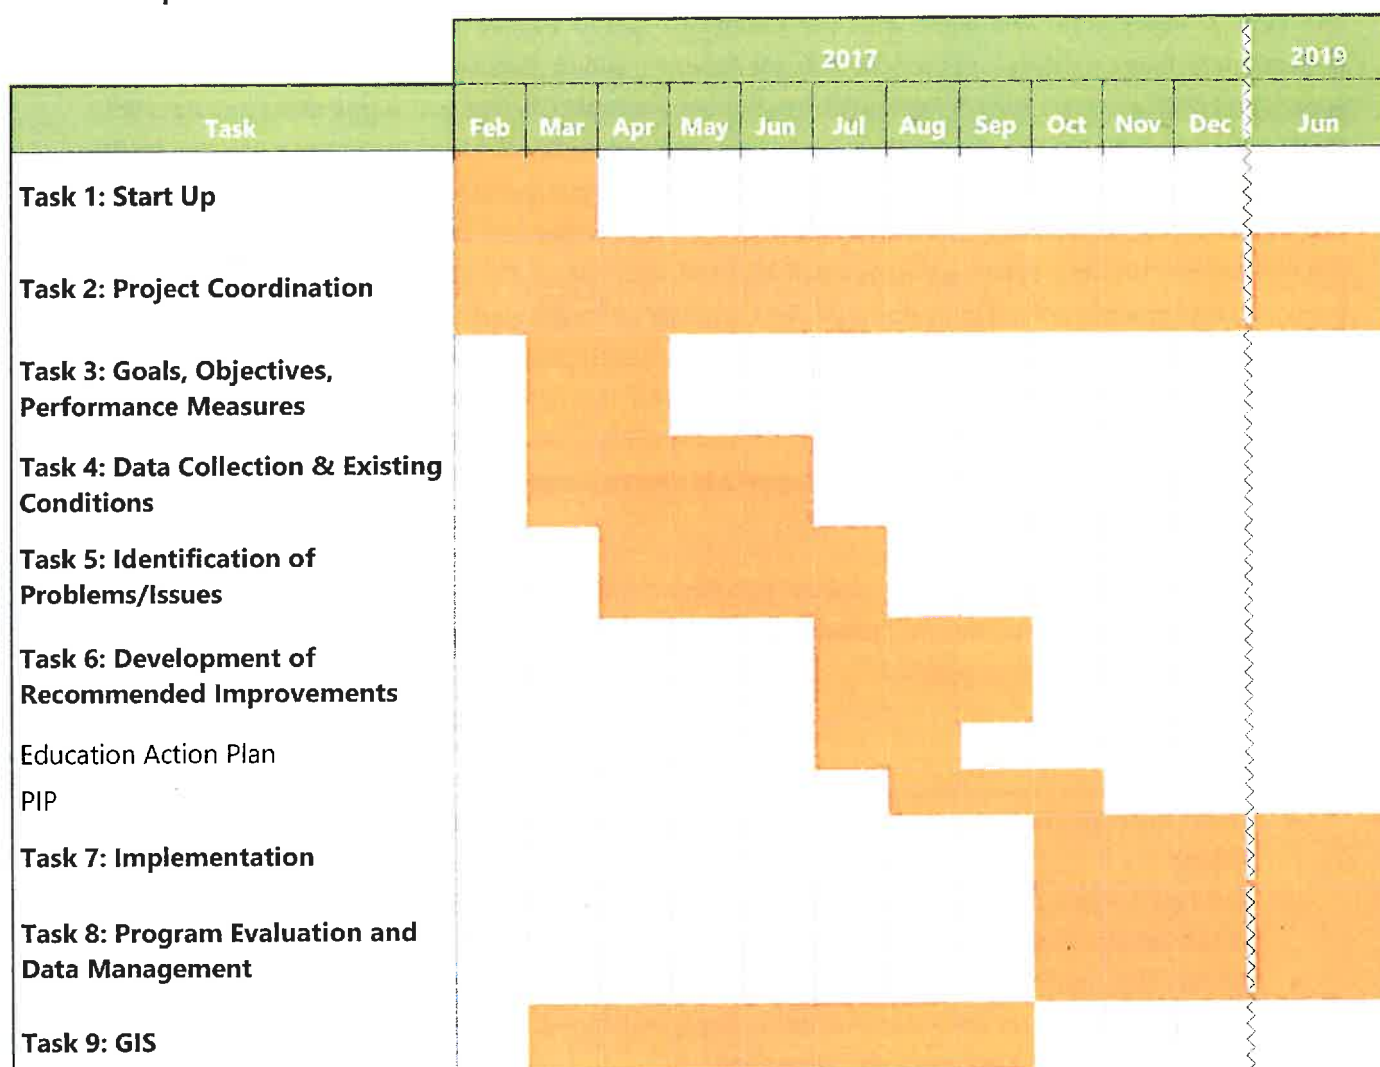 2017 2019
Task Feb Mar Apr May Jun Jul Aug Sep Oct Nov Dec Jun
Task 1: Start Up
Task 2: Project Coordination
Task 3: Goals, Objectives,
Performance Measures
Task 4: Data Collection & Existing
Conditions
Task 5: Identification of
Problems/Issues
Task 6: Development of
Recommended Improvements
Education Action Plan
PIP
Task 7: Implementation
Task 8: Program Evaluation and
Data Management
Task 9: GIS